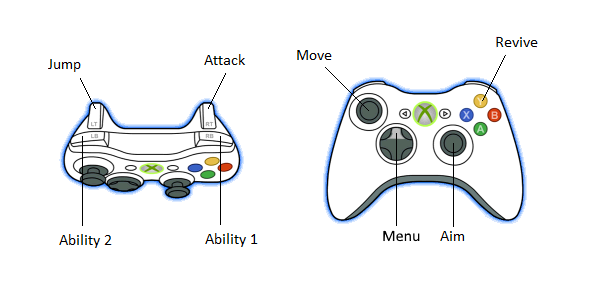 Jump
Attack
LT
RT
LB
RB
Ability 2
Ability 1
Move
Revive
Y
X
B
A
Menu
Aim